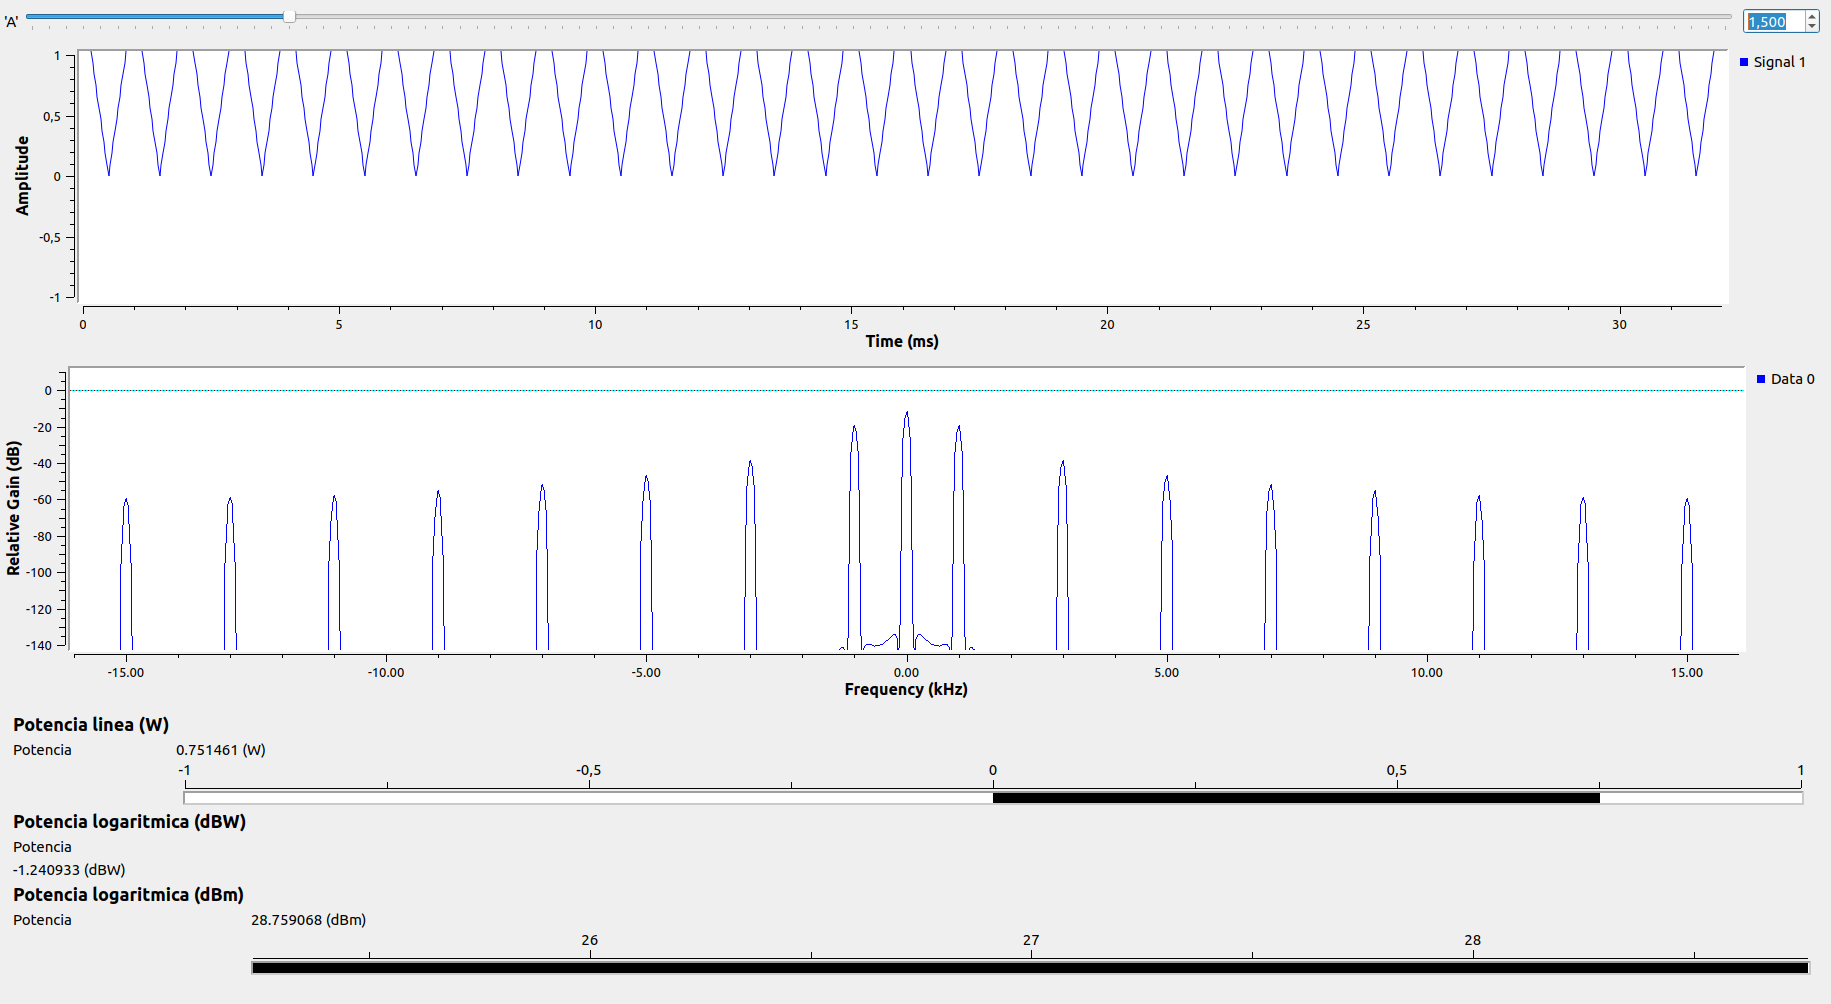 'A'
1,500
1
0,5
0
-0,5
-1
Amplitude
Signal 1
0 5 10 15 20 25 30
Time (ms)
0
-20
-40
-60
-80
-100
-120
-140
Relative Gain (dB)
Data 0
-15.00 -10.00 -5.00 0.00 5.00 10.00 15.00
Frequency (kHz)
Potencia linea (W)
Potencia 0.751461 (W)
-1 -0,5 0 0,5 1
Potencia logaritmica (dBW)
Potencia
-1.240933 (dBW)
Potencia logaritmica (dBm)
Potencia 28.759068 (dBm)
26 27 28